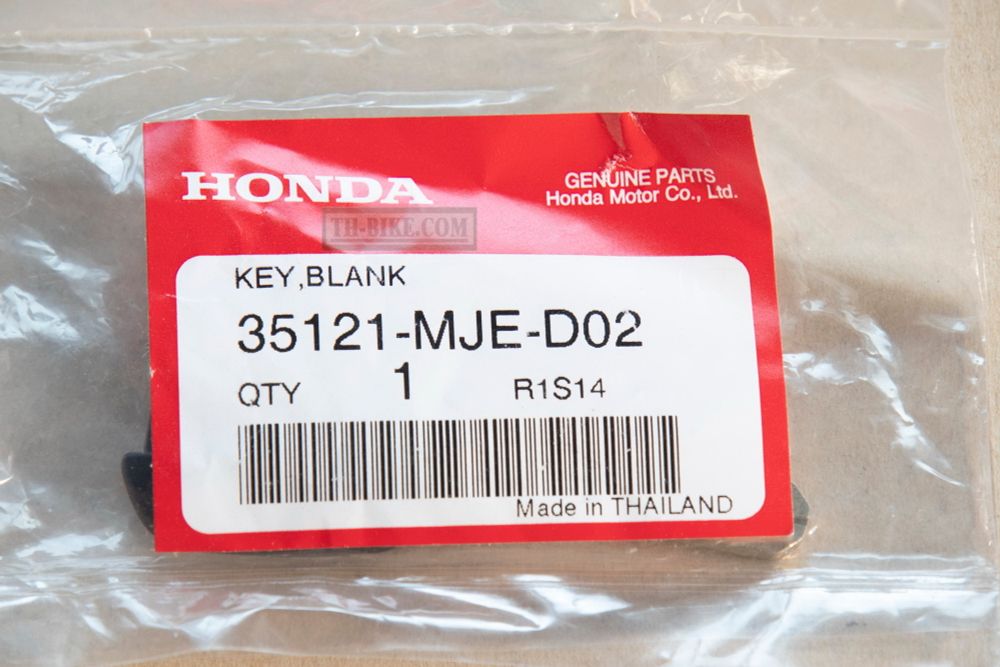 HONDA
GENUINE PARTS
Honda Motor Co., Ltd.
TH-BIKE.COM
KEY,BLANK
35121-MJE-D02
QTY 1 R1S14
Made in THAILAND